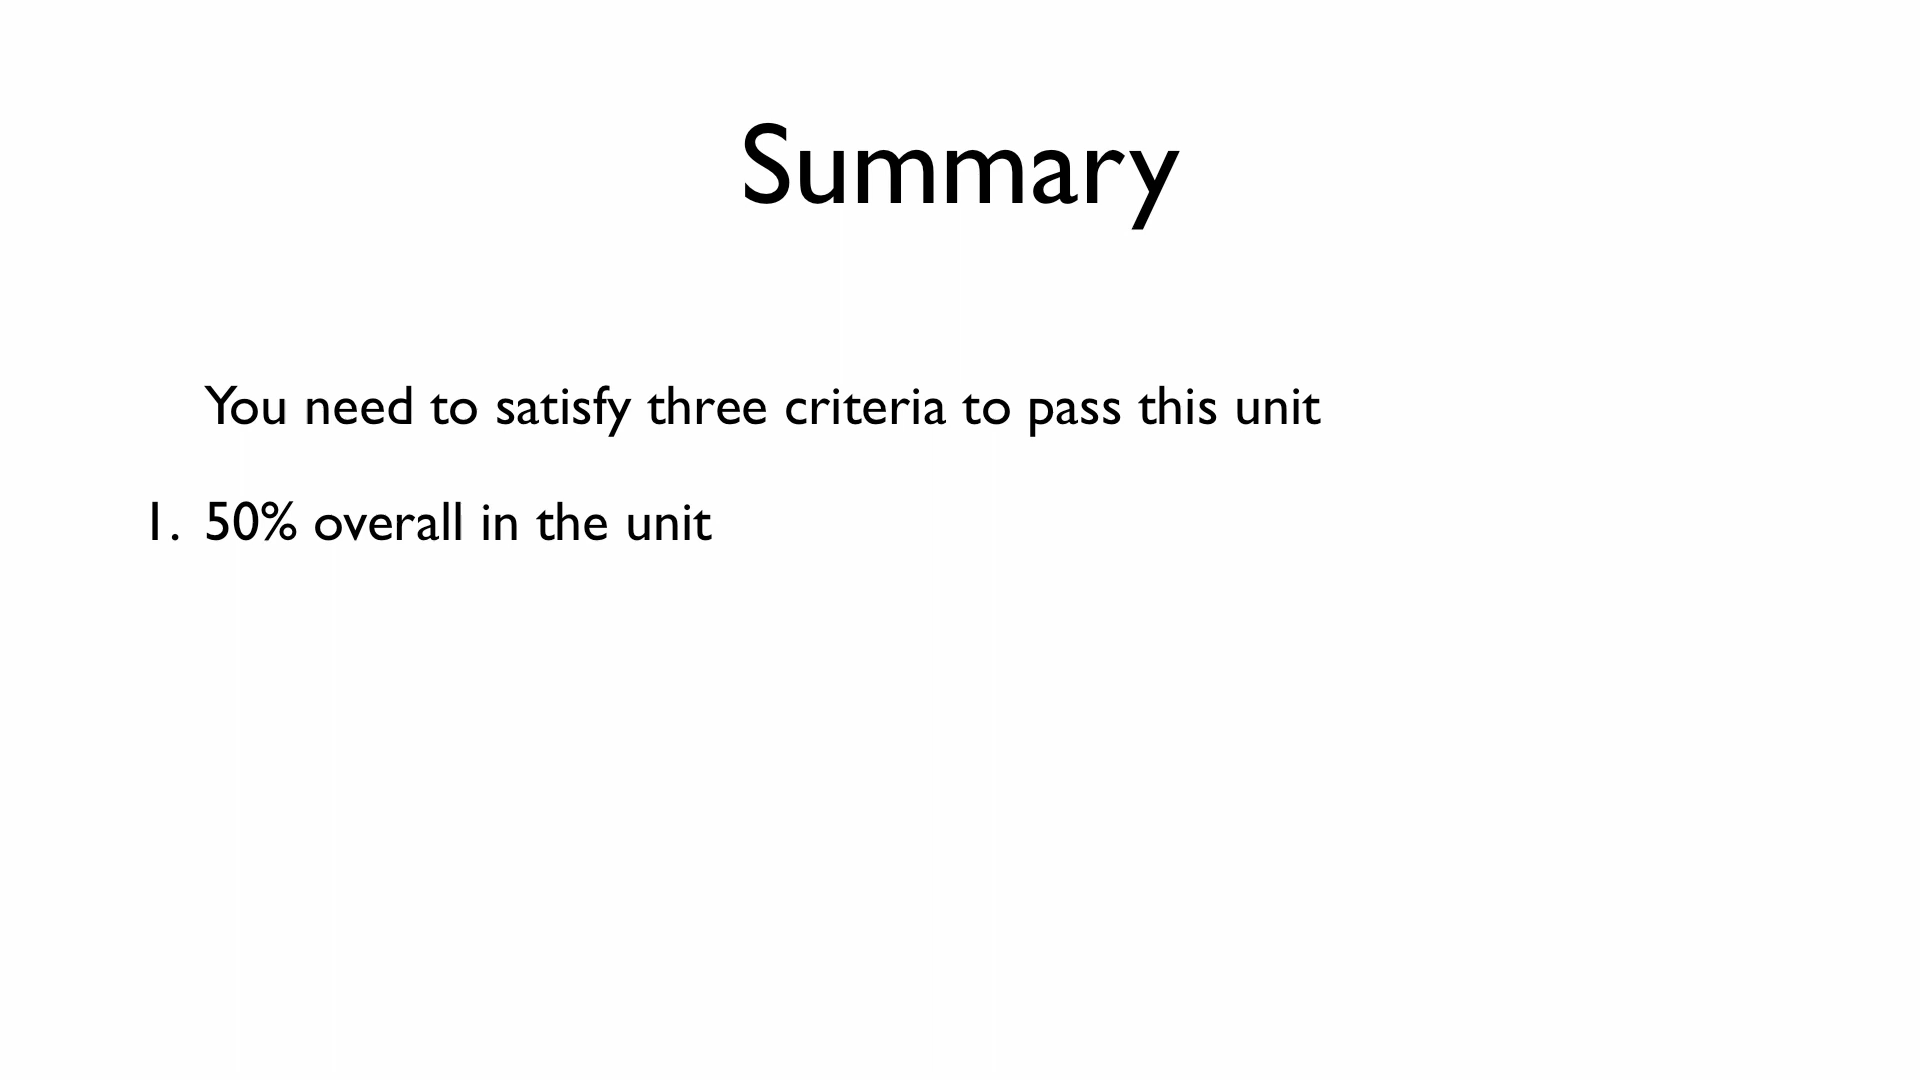 Summary
You need to satisfy three criteria to pass this unit
1. 50% overall in the unit